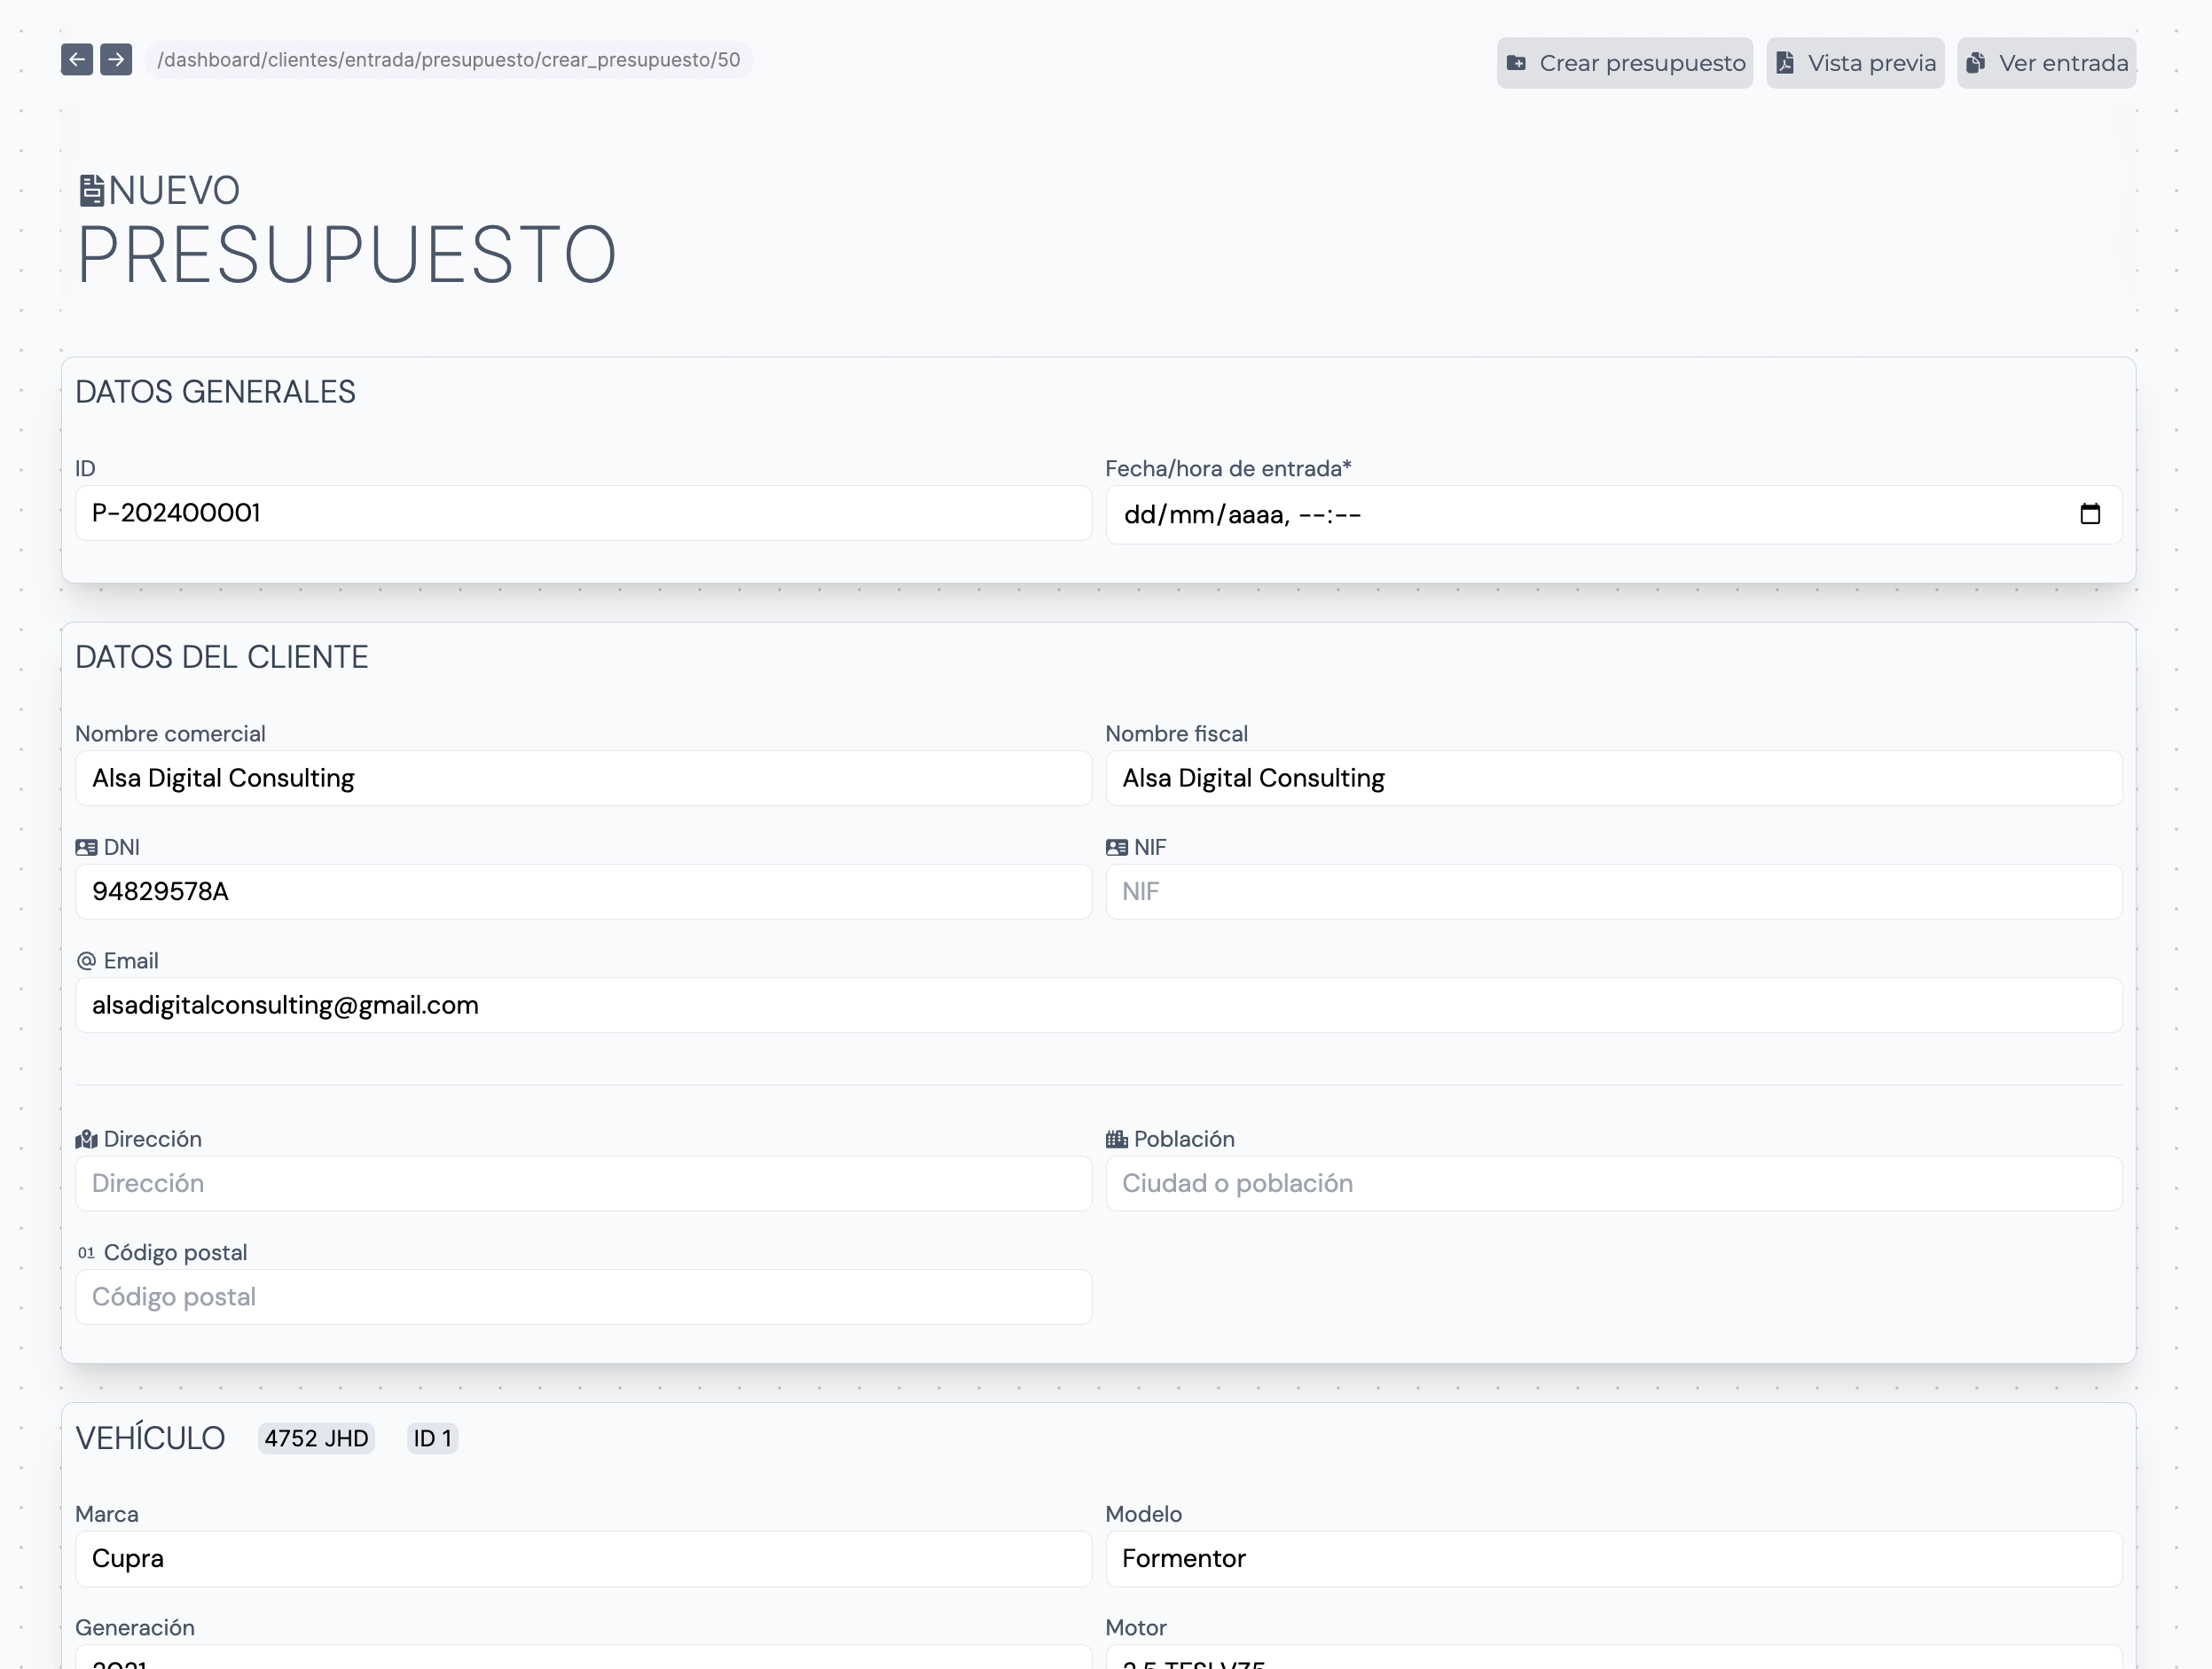 /dashboard/clientes/entrada/presupuesto/crear_presupuesto/50
Crear presupuesto
Vista previa
Ver entrada
NUEVO
PRESUPUESTO
DATOS GENERALES
ID
Fecha/hora de entrada*
P-202400001
dd/mm/aaaa, --:--
DATOS DEL CLIENTE
Nombre comercial
Nombre fiscal
Alsa Digital Consulting
Alsa Digital Consulting
DNI
NIF
94829578A
NIF
Email
alsadigitalconsulting@gmail.com
Dirección
Población
Dirección
Ciudad o población
01 Código postal
Código postal
VEHÍCULO 4752 JHD ID 1
Marca
Modelo
Cupra
Formentor
Generación
Motor
2021